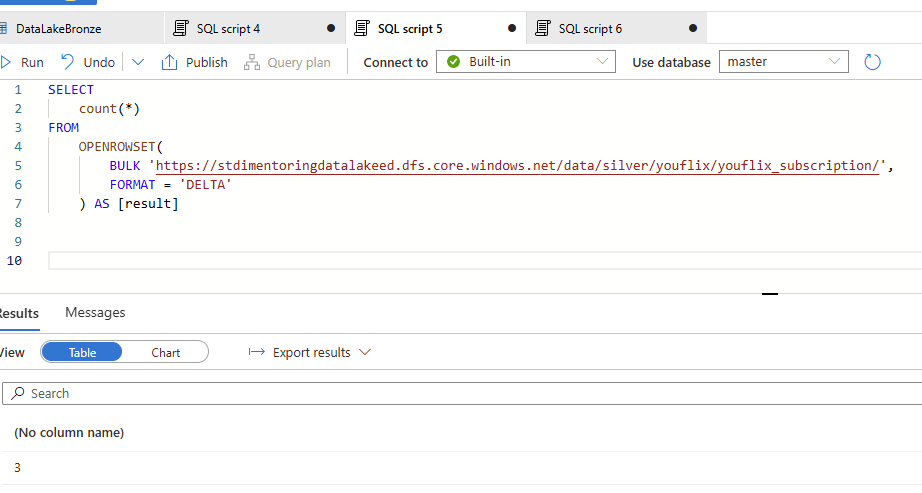 DataLakeBronze SQL script 4 SQL script 5 SQL script 6
Run Undo Publish Query plan Connect to Built-in Use database master
1 SELECT
2 count(*)
3 FROM
4 OPENROWSET(
5 BULK 'https://stdimentoringdatalakeed.dfs.core.windows.net/data/silver/youflix/youflix_subscription/',
6 FORMAT = 'DELTA'
7 ) AS [result]
8
9
10
Results Messages
View Table Chart Export results
Search
(No column name)
3